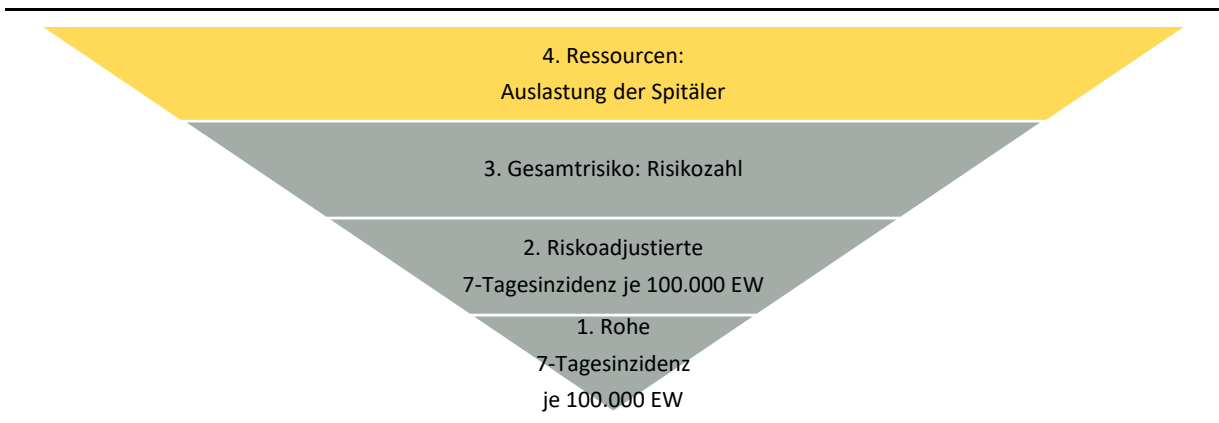 4. Ressourcen:
Auslastung der Spitäler
3. Gesamtrisiko: Risikozahl
2. Riskoadjustierte
7-Tagesinzidenz je 100.000 EW
1. Rohe
7-Tagesinzidenz
je 100.000 EW